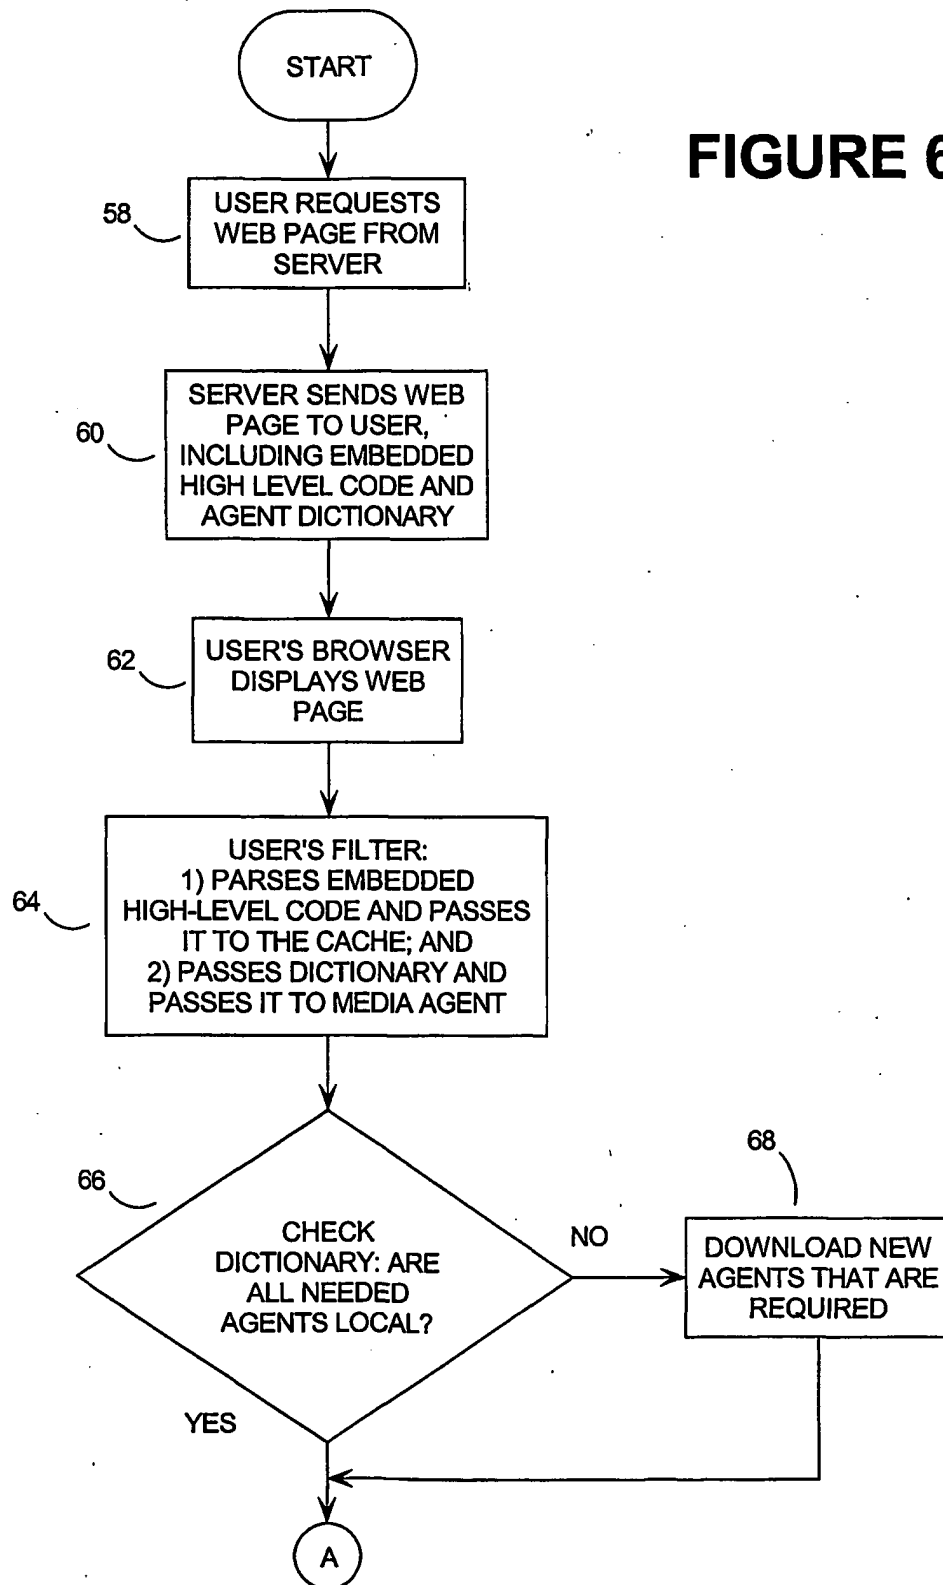 START
FIGURE 6
58
USER REQUESTS
WEB PAGE FROM
SERVER
60
SERVER SENDS WEB
PAGE TO USER,
INCLUDING EMBEDDED
HIGH LEVEL CODE AND
AGENT DICTIONARY
62
USER'S BROWSER
DISPLAYS WEB
PAGE
64
USER'S FILTER:
1) PARSES EMBEDDED
HIGH-LEVEL CODE AND PASSES
IT TO THE CACHE; AND
2) PASSES DICTIONARY AND
PASSES IT TO MEDIA AGENT
66
CHECK
DICTIONARY: ARE
ALL NEEDED
AGENTS LOCAL?
NO
68
DOWNLOAD NEW
AGENTS THAT ARE
REQUIRED
YES
A